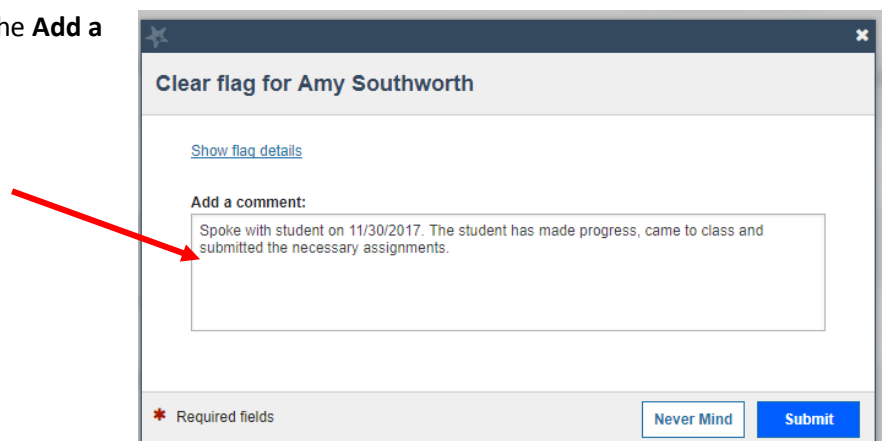 he Add a
Clear flag for Amy Southworth
Show flag details
Add a comment:
Spoke with student on 11/30/2017. The student has made progress, came to class and
submitted the necessary assignments.
* Required fields
Never Mind
Submit